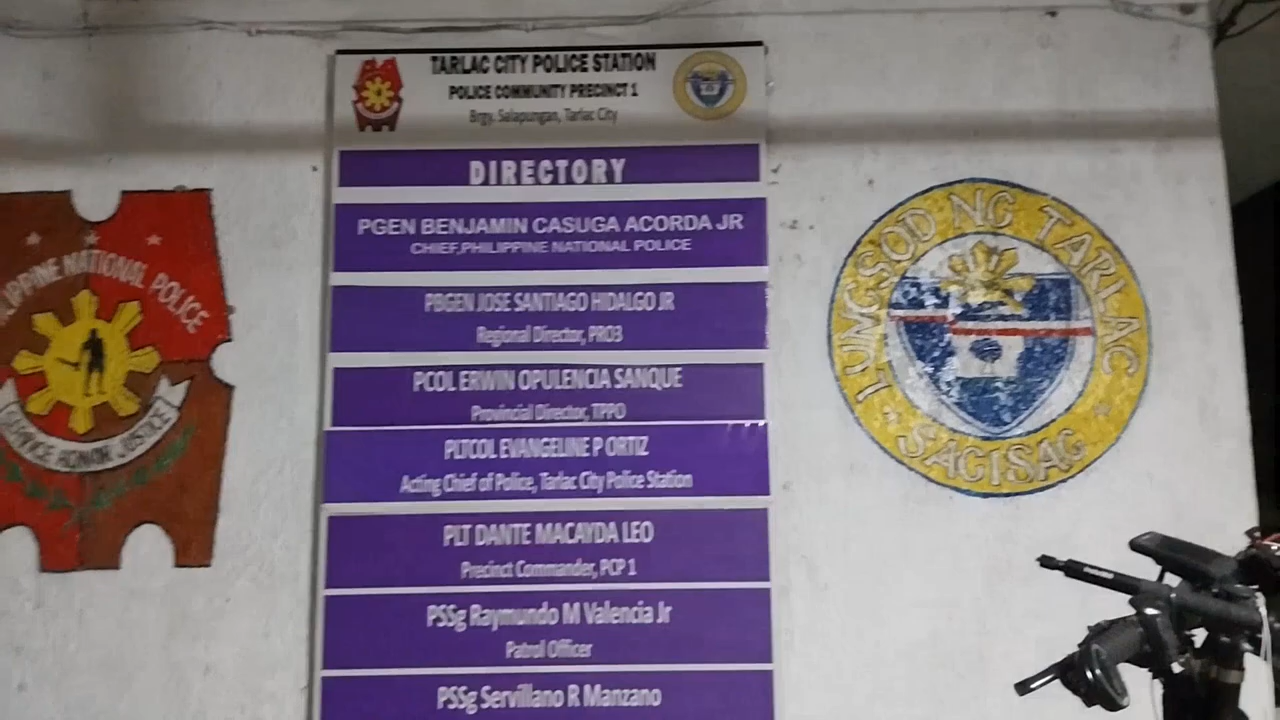 TARLAC CITY POLICE STATION
POLICE COMMUNITY PRECINCT 1
Brgy. Salapungan, Tarlac City
DIRECTORY
PGEN BENJAMIN CASUGA ACORDA JR
CHIEF,PHILIPPINE NATIONAL POLICE
PBGEN JOSE SANTIAGO HIDALGO JR
Regional Director, PRO3
PCOL ERWIN OPULENCIA SANQUE
Provincial Director, TPPO
PLTCOL EVANGELINE P ORTIZ
Acting Chief of Police, Tarlac City Police Station
PLT DANTE MACAYDA LEO
Precinct Commander, PCP 1
PSSg Raymundo M Valencia Jr
Patrol Officer
PSSg Servillano R Manzano
NATIONAL POLICE
HONOR JUSTICE
LUNGSOD NG TARLAC
SAGISAG